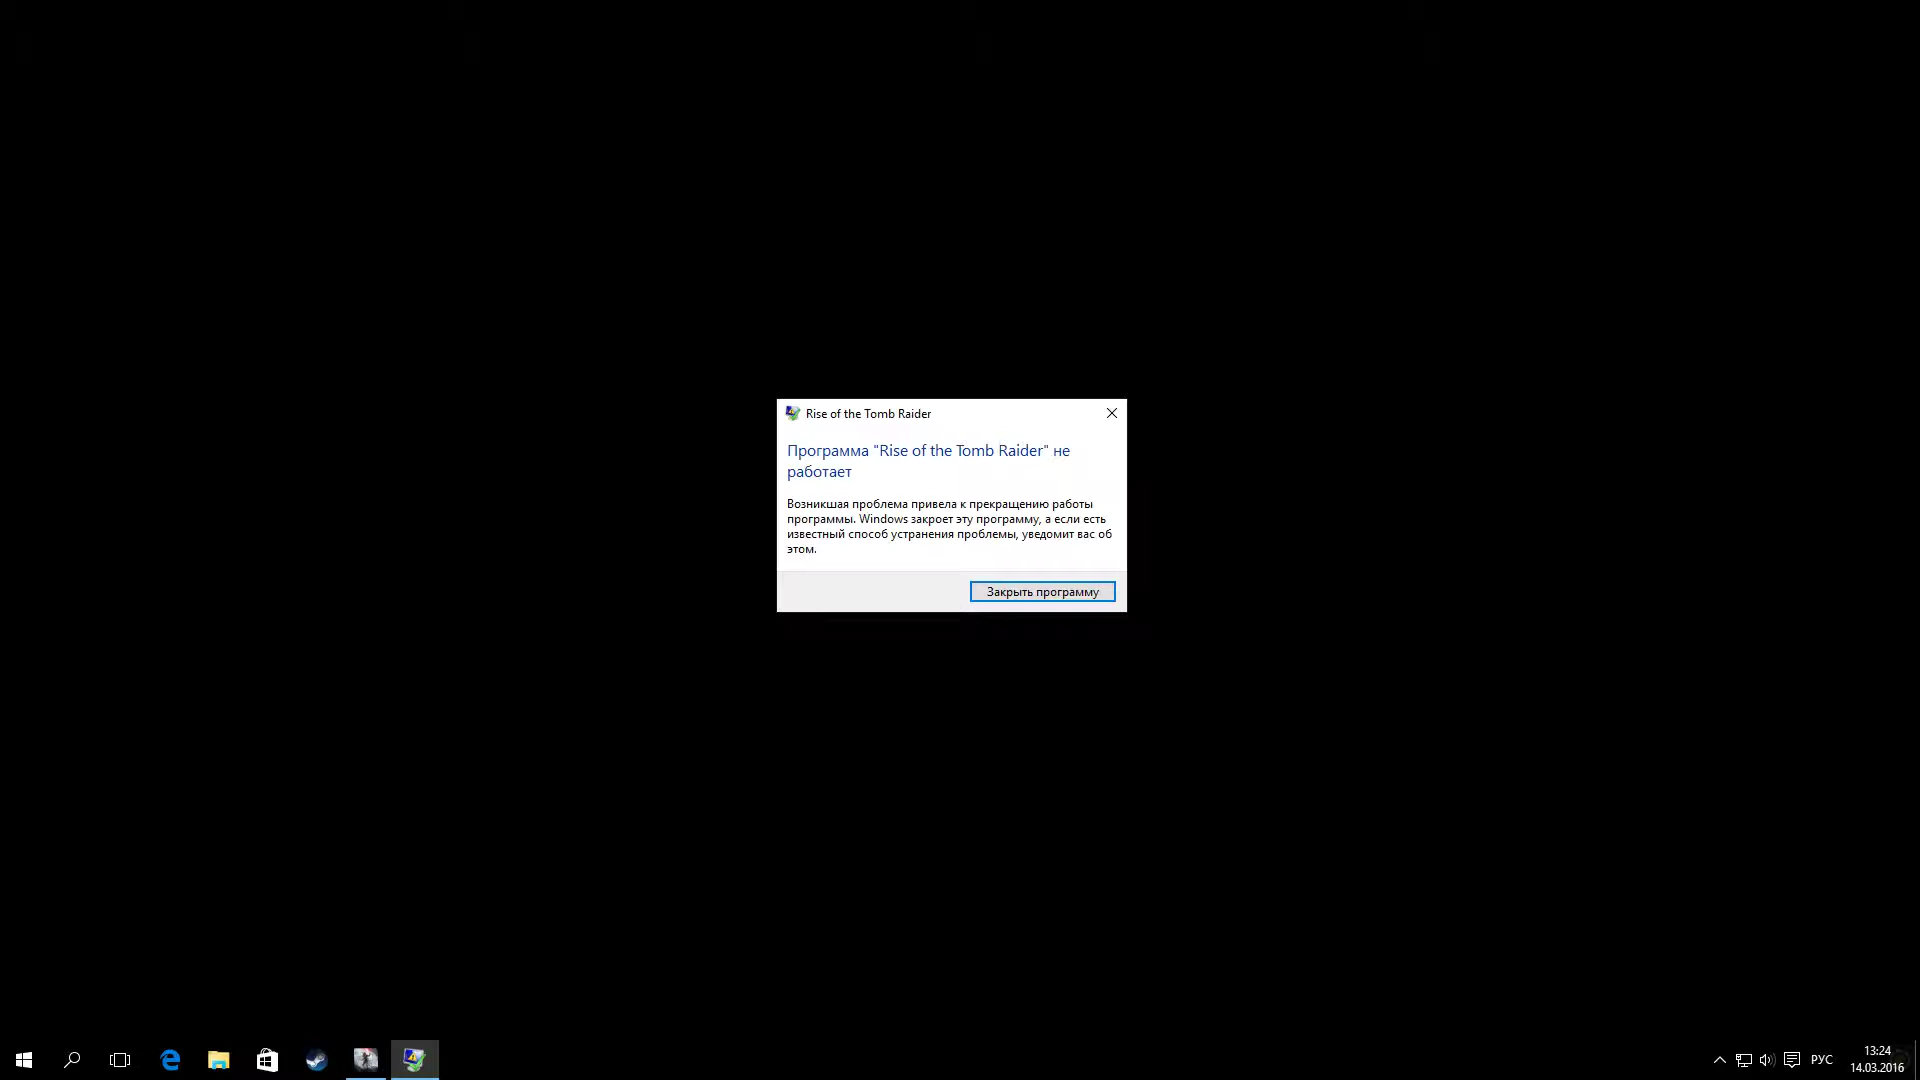 Rise of the Tomb Raider
Программа "Rise of the Tomb Raider" не
работает
Возникшая проблема привела к прекращению работы
программы. Windows закроет эту программу, а если есть
известный способ устранения проблемы, уведомит вас об
этом.
Закрыть программу
РУС
13:24
14.03.2016